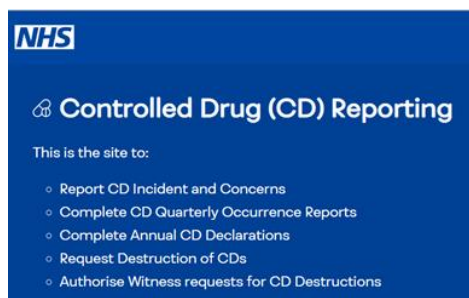 NHS
Controlled Drug (CD) Reporting
This is the site to:
Report CD Incident and Concerns
Complete CD Quarterly Occurrence Reports
Complete Annual CD Declarations
Request Destruction of CDs
Authorise Witness requests for CD Destructions